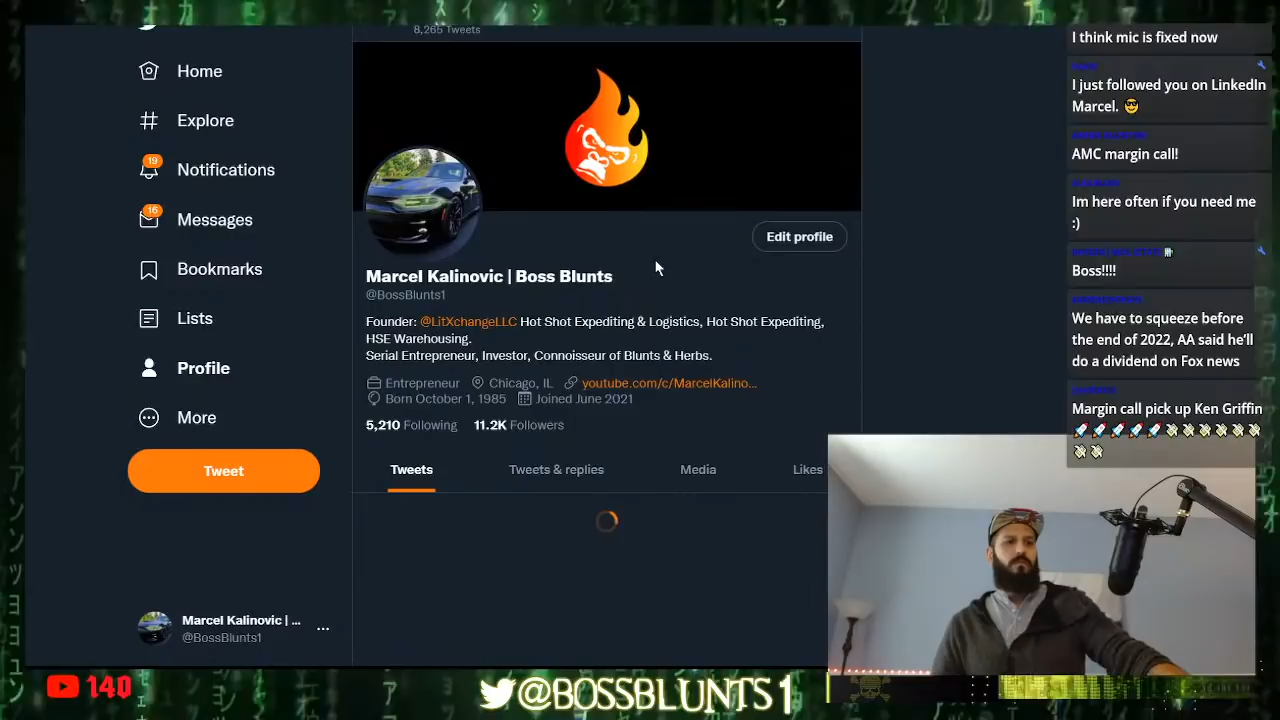 8,265 Tweets
Home
Explore
19
Notifications
16
Messages
Bookmarks
Lists
Profile
More
Tweet
Marcel Kalinovic | ...
@BossBlunts1
Edit profile
Marcel Kalinovic | Boss Blunts
@BossBlunts1
Founder: @LitXchangeLLC Hot Shot Expediting & Logistics, Hot Shot Expediting,
HSE Warehousing.
Serial Entrepreneur, Investor, Connoisseur of Blunts & Herbs.
Entrepreneur Chicago, IL youtube.com/c/MarcelKalino...
Born October 1, 1985 Joined June 2021
5,210 Following 11.2K Followers
Tweets Tweets & replies Media Likes
I think mic is fixed now
I just followed you on LinkedIn
Marcel. 😎
AMC margin call!
Im here often if you need me
:)
Boss!!!!
We have to squeeze before
the end of 2022, AA said he'll
do a dividend on Fox news
Margin call pick up Ken Griffin
🚀🚀🚀🚀🚀💸💸💸💸💸
💸💸
140
@BOSSBLUNTS1